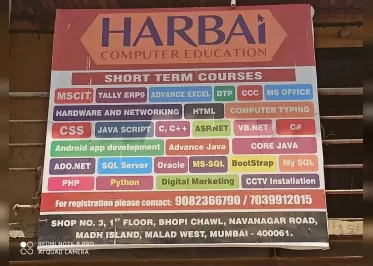 HARBAI
COMPUTER EDUCATION
SHORT TERM COURSES
MSCIT TALLY ERP9 ADVANCE EXCEL DTP CCC MS OFFICE
HARDWARE AND NETWORKING HTML COMPUTER TYPING
CSS JAVA SCRIPT C, C++ ASP.NET VB.NET C#
Android app development Advance Java CORE JAVA
ADO.NET SQL Server Oracle MS-SQL BootStrap My SQL
PHP Python Digital Marketing CCTV Installation
For registration please contact: 9082366790 / 7039912015
SHOP NO. 3, 1ST FLOOR, BHOPI CHAWL, NAVANAGAR ROAD,
MADH ISLAND, MALAD WEST, MUMBAI - 400061.
REDMI NOTE 8 PRO
AI QUAD CAMERA